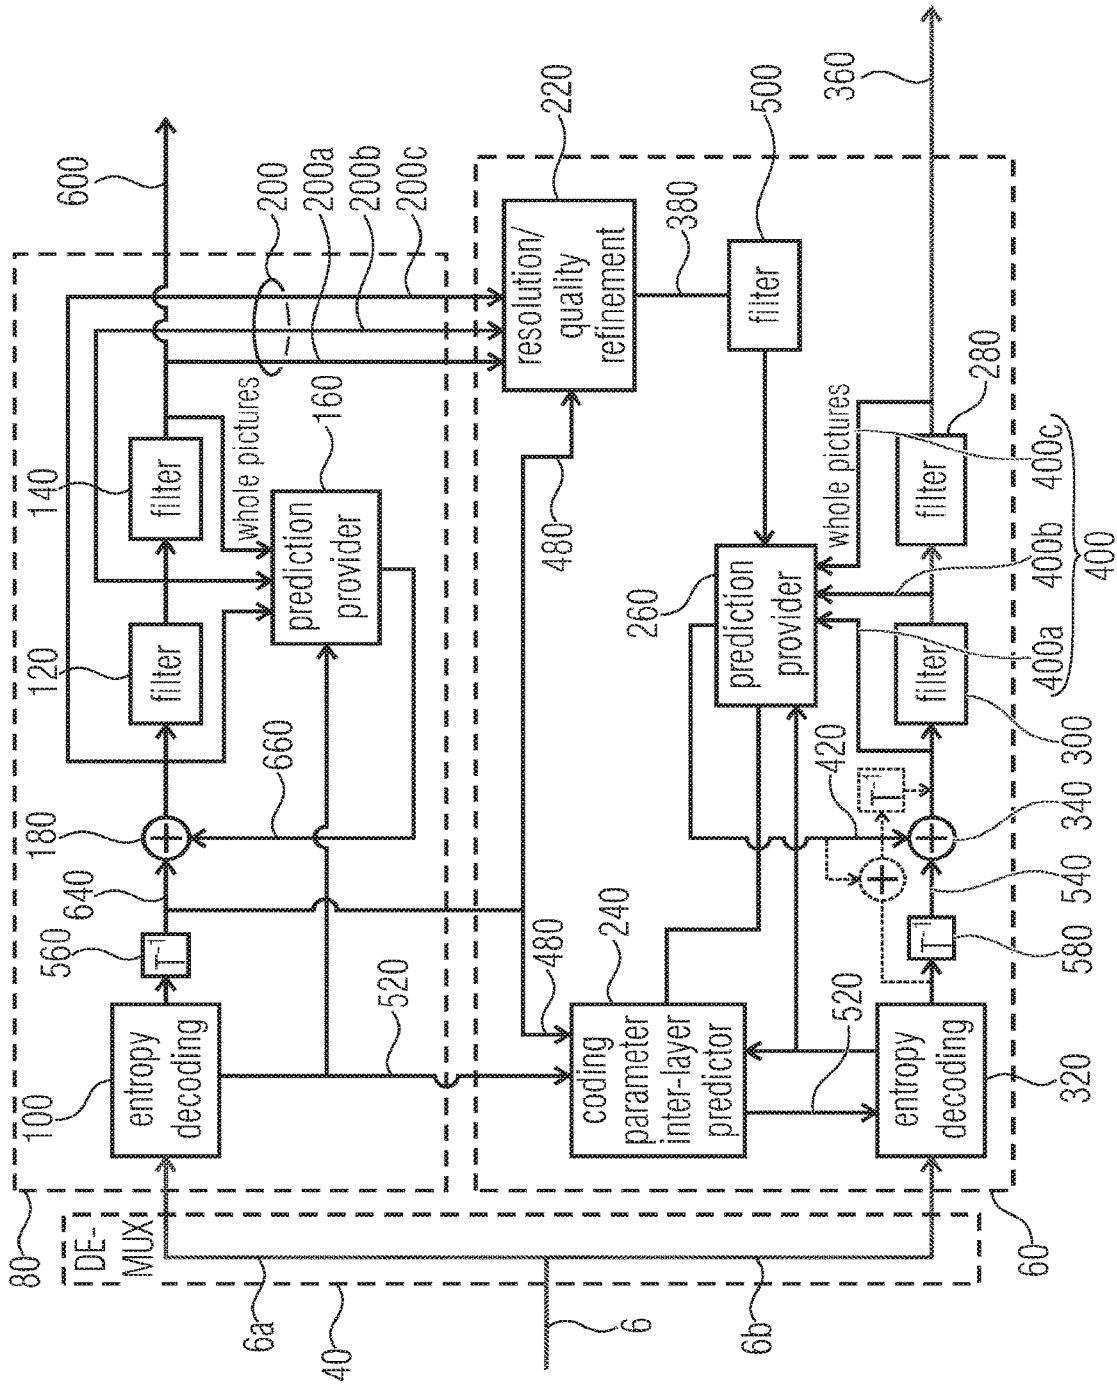 80
DE-
MUX
40
6a
6
6b
60
100
entropy
decoding
560
T⁻¹
640
180
120
filter
140
filter
600
660
whole pictures
160
prediction
provider
200
200a
200b
200c
520
480
240
coding
parameter
inter-layer
predictor
520
480
220
resolution/
quality
refinement
380
500
filter
260
prediction
provider
whole pictures
420
T⁻¹
entropy
decoding
320
T⁻¹
580
540
340
300
filter
filter
280
360
400a
400b
400c
400